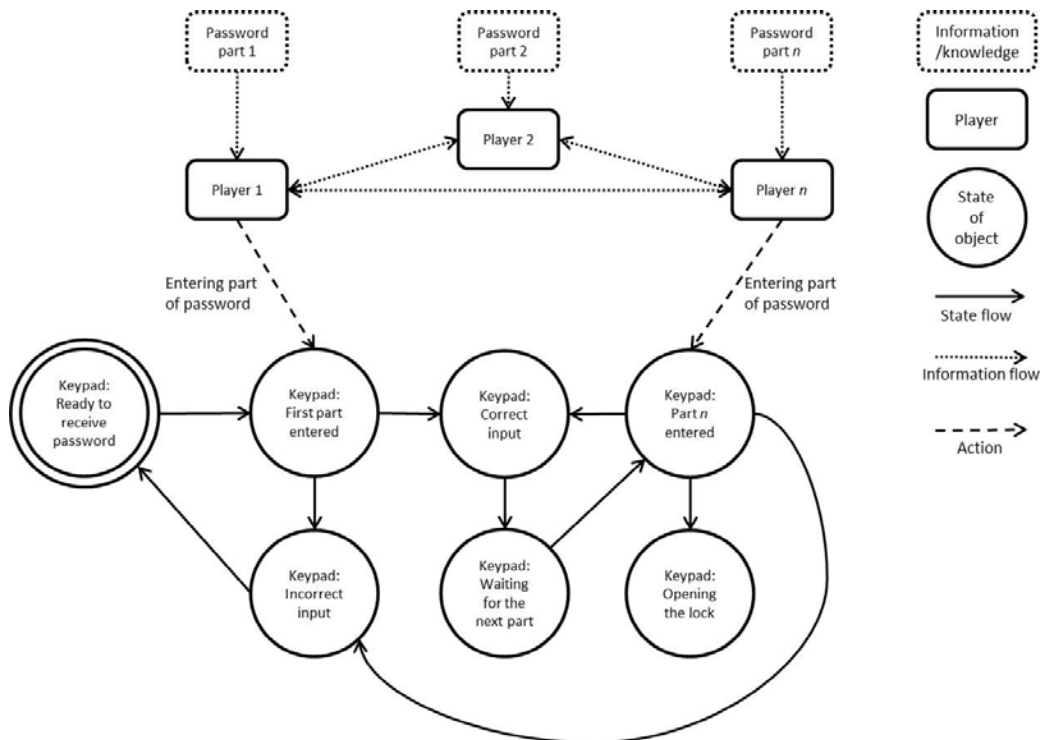 Password
part 1
Password
part 2
Password
part n
Information
/knowledge
Player 1
Player 2
Player n
Player
State
of
object
Entering part
of password
Entering part
of password
State flow
Information flow
Action
Keypad:
Ready to
receive
password
Keypad:
First part
entered
Keypad:
Correct
input
Keypad:
Part n
entered
Keypad:
Incorrect
input
Keypad:
Waiting
for the
next part
Keypad:
Opening
the lock